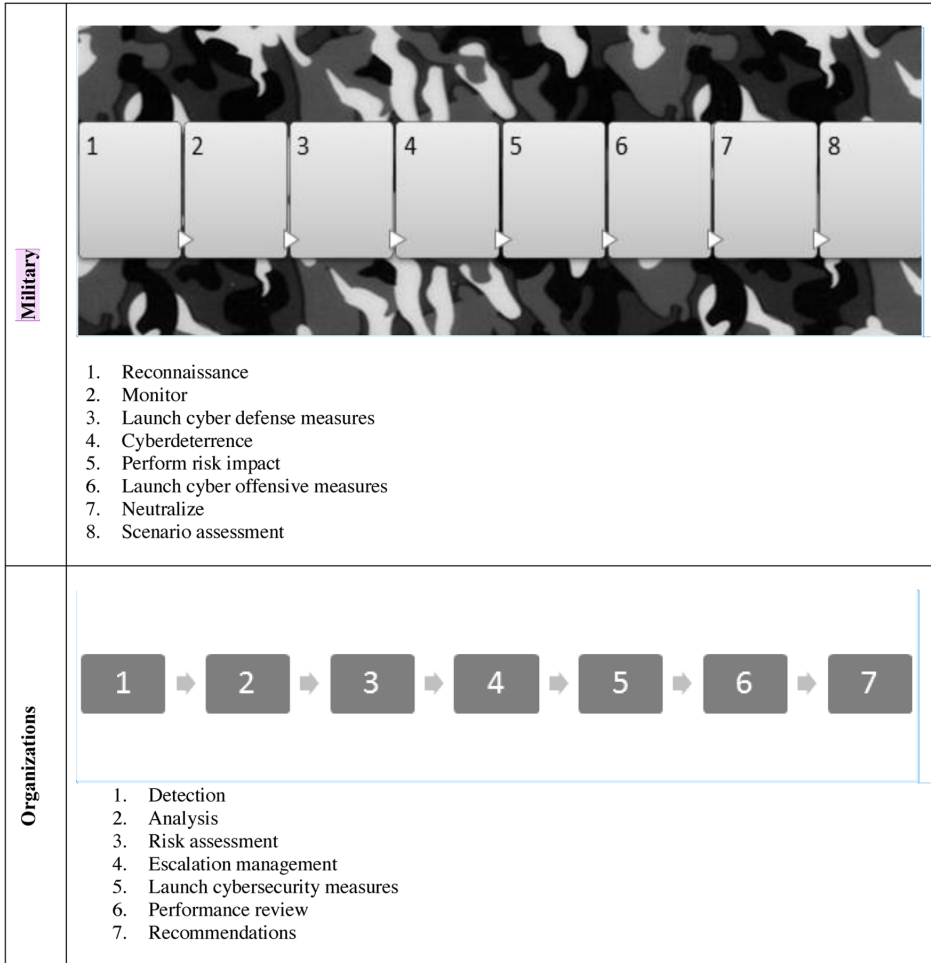 Military
1 2 3 4 5 6 7 8
1. Reconnaissance
2. Monitor
3. Launch cyber defense measures
4. Cyberdeterrence
5. Perform risk impact
6. Launch cyber offensive measures
7. Neutralize
8. Scenario assessment
Organizations
1 2 3 4 5 6 7
1. Detection
2. Analysis
3. Risk assessment
4. Escalation management
5. Launch cybersecurity measures
6. Performance review
7. Recommendations